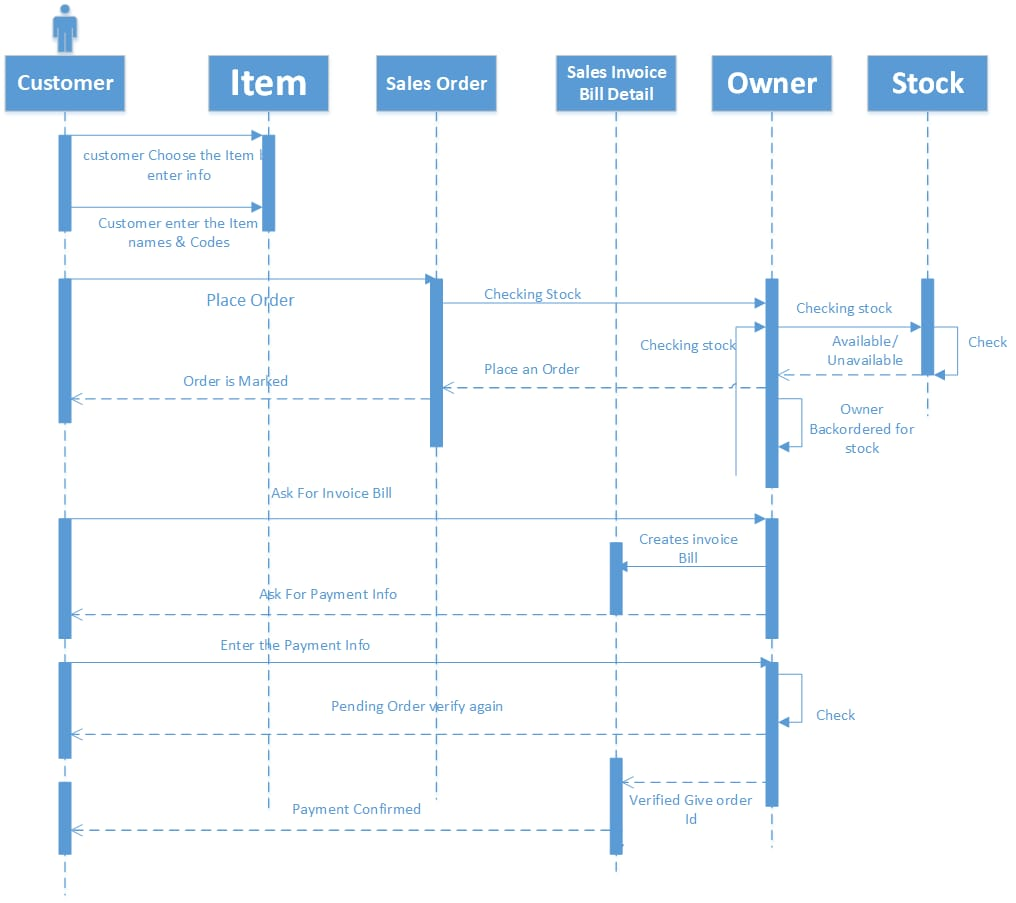 Customer
Item
Sales Order
Sales Invoice
Bill Detail
Owner
Stock
customer Choose the Item
enter info
Customer enter the Item
names & Codes
Place Order
Checking Stock
Checking stock
Checking stock
Available/
Unavailable
Check
Place an Order
Order is Marked
Owner
Backordered for
stock
Ask For Invoice Bill
Creates invoice
Bill
Ask For Payment Info
Enter the Payment Info
Pending Order verify again
Check
Verified Give order
Id
Payment Confirmed